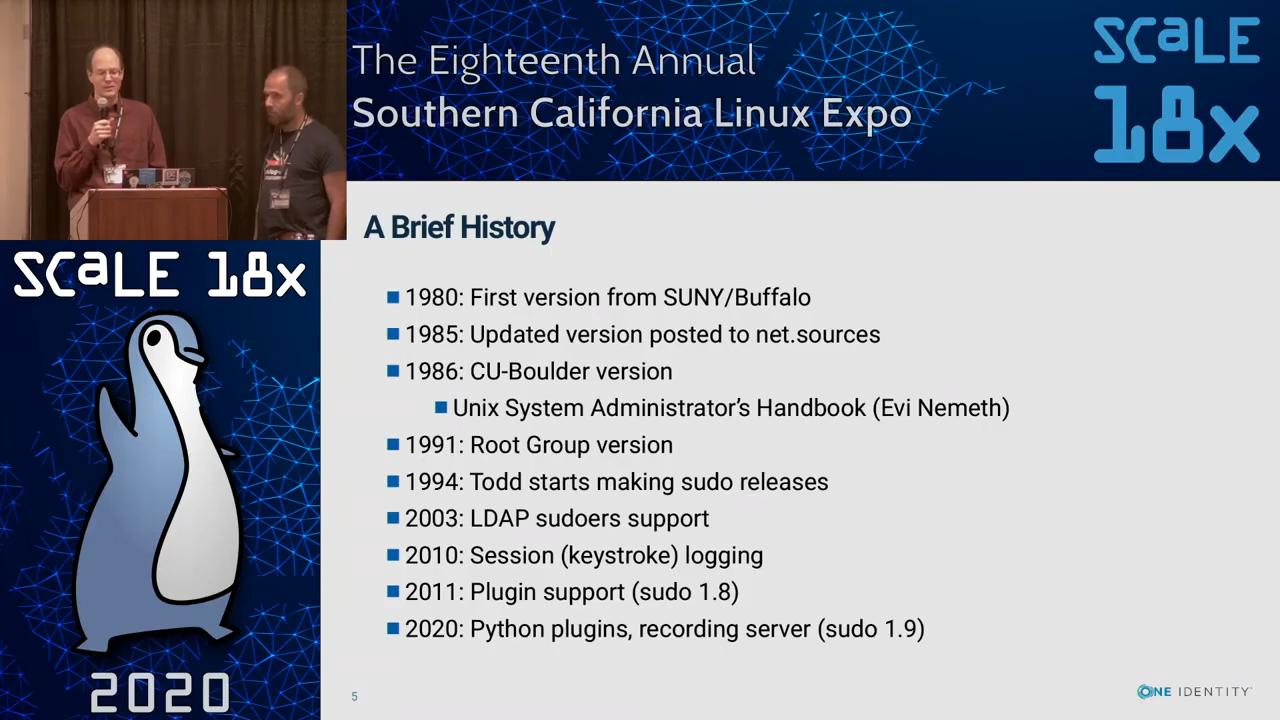 The Eighteenth Annual
Southern California Linux Expo
SCaLE
18x
SCaLE 18x
2020
A Brief History
1980: First version from SUNY/Buffalo
1985: Updated version posted to net.sources
1986: CU-Boulder version
Unix System Administrator’s Handbook (Evi Nemeth)
1991: Root Group version
1994: Todd starts making sudo releases
2003: LDAP sudoers support
2010: Session (keystroke) logging
2011: Plugin support (sudo 1.8)
2020: Python plugins, recording server (sudo 1.9)
5
ONE IDENTITY